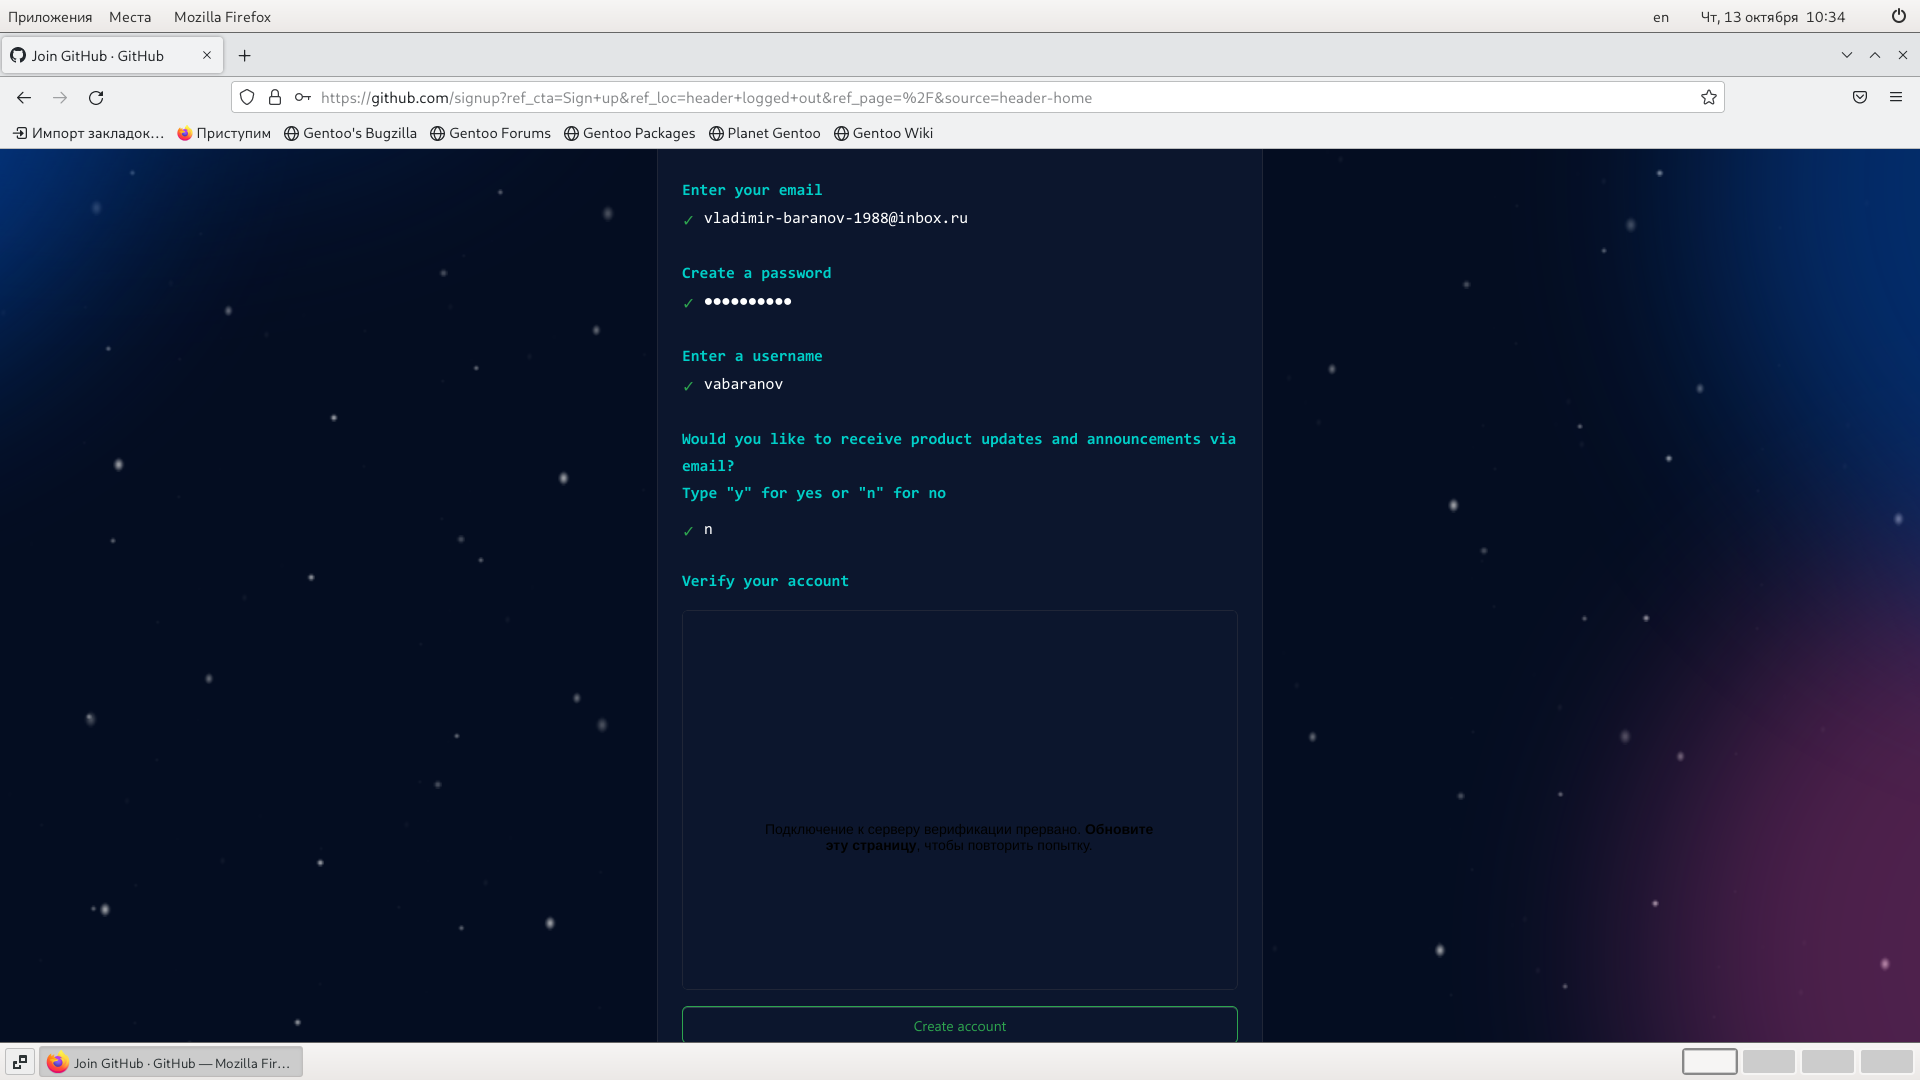 Приложения Места Mozilla Firefox en Чт, 13 октября 10:34
Join GitHub · GitHub
https://github.com/signup?ref_cta=Sign+up&ref_loc=header+logged+out&ref_page=%2F&source=header-home
Импорт закладок… Приступим Gentoo's Bugzilla Gentoo Forums Gentoo Packages Planet Gentoo Gentoo Wiki
Enter your email
✓ vladimir-baranov-1988@inbox.ru
Create a password
✓ ●●●●●●●●●●
Enter a username
✓ vabaranov
Would you like to receive product updates and announcements via
email?
Type "y" for yes or "n" for no
✓ n
Verify your account
Подключение к серверу верификации прервано. Обновите
эту страницу, чтобы повторить попытку.
Create account
Join GitHub · GitHub — Mozilla Fir…